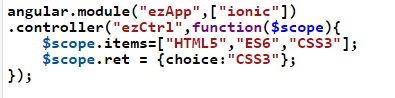 angular.module("ezApp",["ionic"])
.controller("ezCtrl",function($scope){
    $scope.items=["HTML5","ES6","CSS3"];
    $scope.ret = {choice:"CSS3"};
});